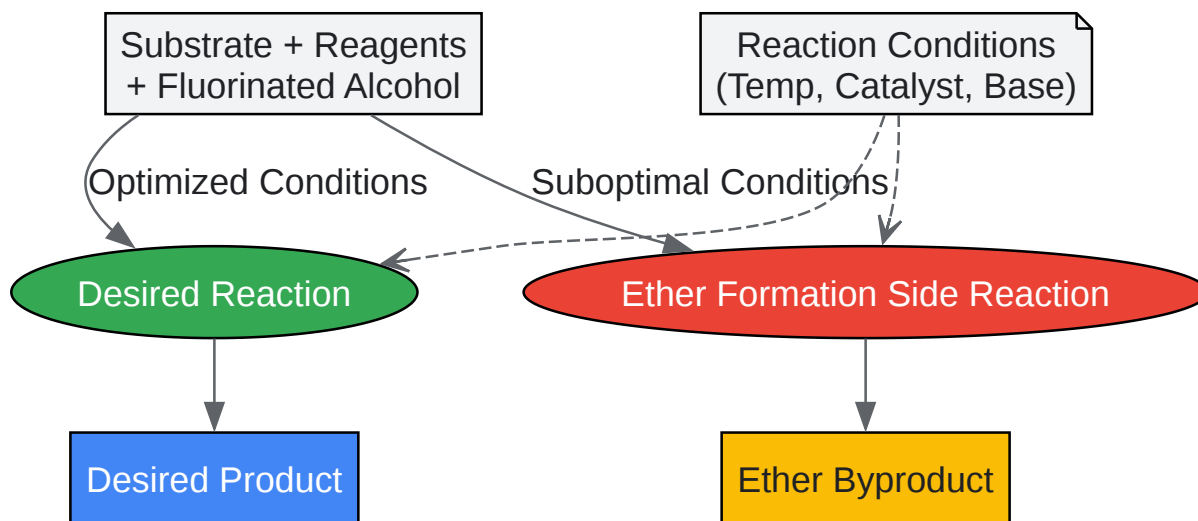 Substrate + Reagents
+ Fluorinated Alcohol
Reaction Conditions
(Temp, Catalyst, Base)
Optimized Conditions
Suboptimal Conditions
Desired Reaction
Ether Formation Side Reaction
Desired Product
Ether Byproduct